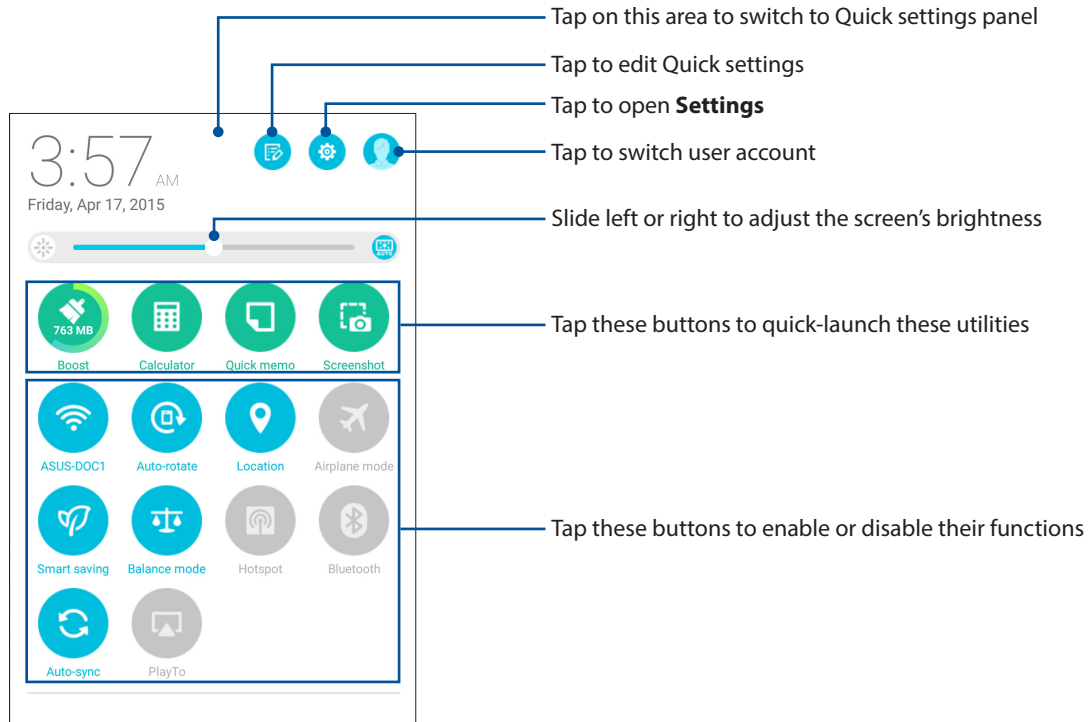 Tap on this area to switch to Quick settings panel
Tap to edit Quick settings
Tap to open Settings
Tap to switch user account
3:57 AM
Friday, Apr 17, 2015
Slide left or right to adjust the screen's brightness
AUTO
763 MB
Boost Calculator Quick memo Screenshot
Tap these buttons to quick-launch these utilities
ASUS-DOC1 Auto-rotate Location Airplane mode
Smart saving Balance mode Hotspot Bluetooth
Tap these buttons to enable or disable their functions
Auto-sync PlayTo